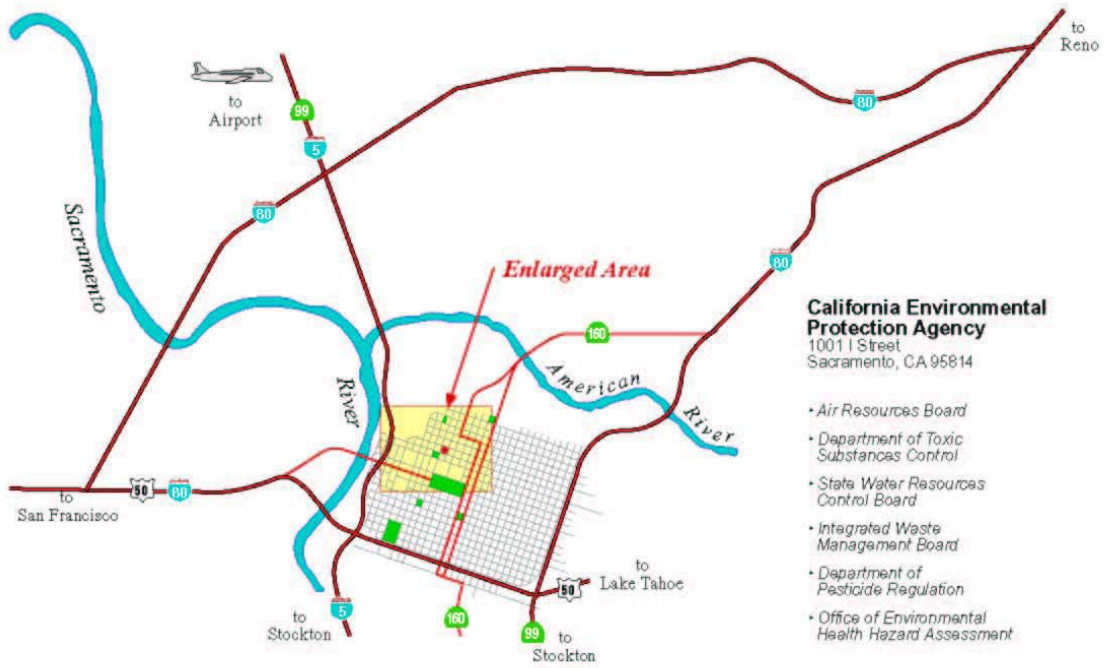 to
Reno
to
Airport
99
5
80
80
80
Sacramento
River
Enlarged Area
160
American
River
California Environmental
Protection Agency
1001 I Street
Sacramento, CA 95814
• Air Resources Board
• Department of Toxic
Substances Control
• State Water Resources
Control Board
• Integrated Waste
Management Board
• Department of
Pesticide Regulation
• Office of Environmental
Health Hazard Assessment
to
San Francisco
50
80
to
Lake Tahoe
50
to
Stockton
5
160
99
to
Stockton